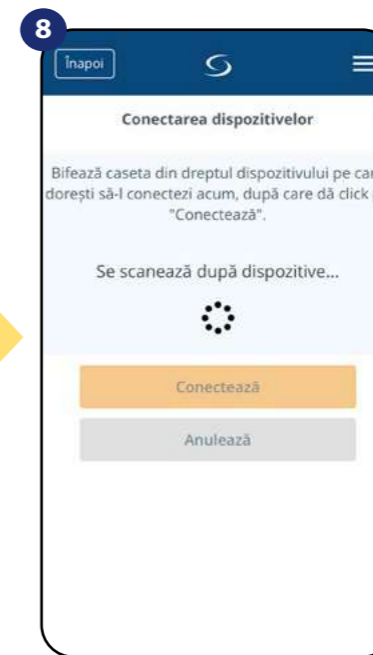 8
Înapoi
Conectarea dispozitivelor
Bifează caseta din dreptul dispozitivului pe
dorești să-l conectezi acum, după care dă click
"Conectează".
Se scanează după dispozitive...
Conectează
Anulează